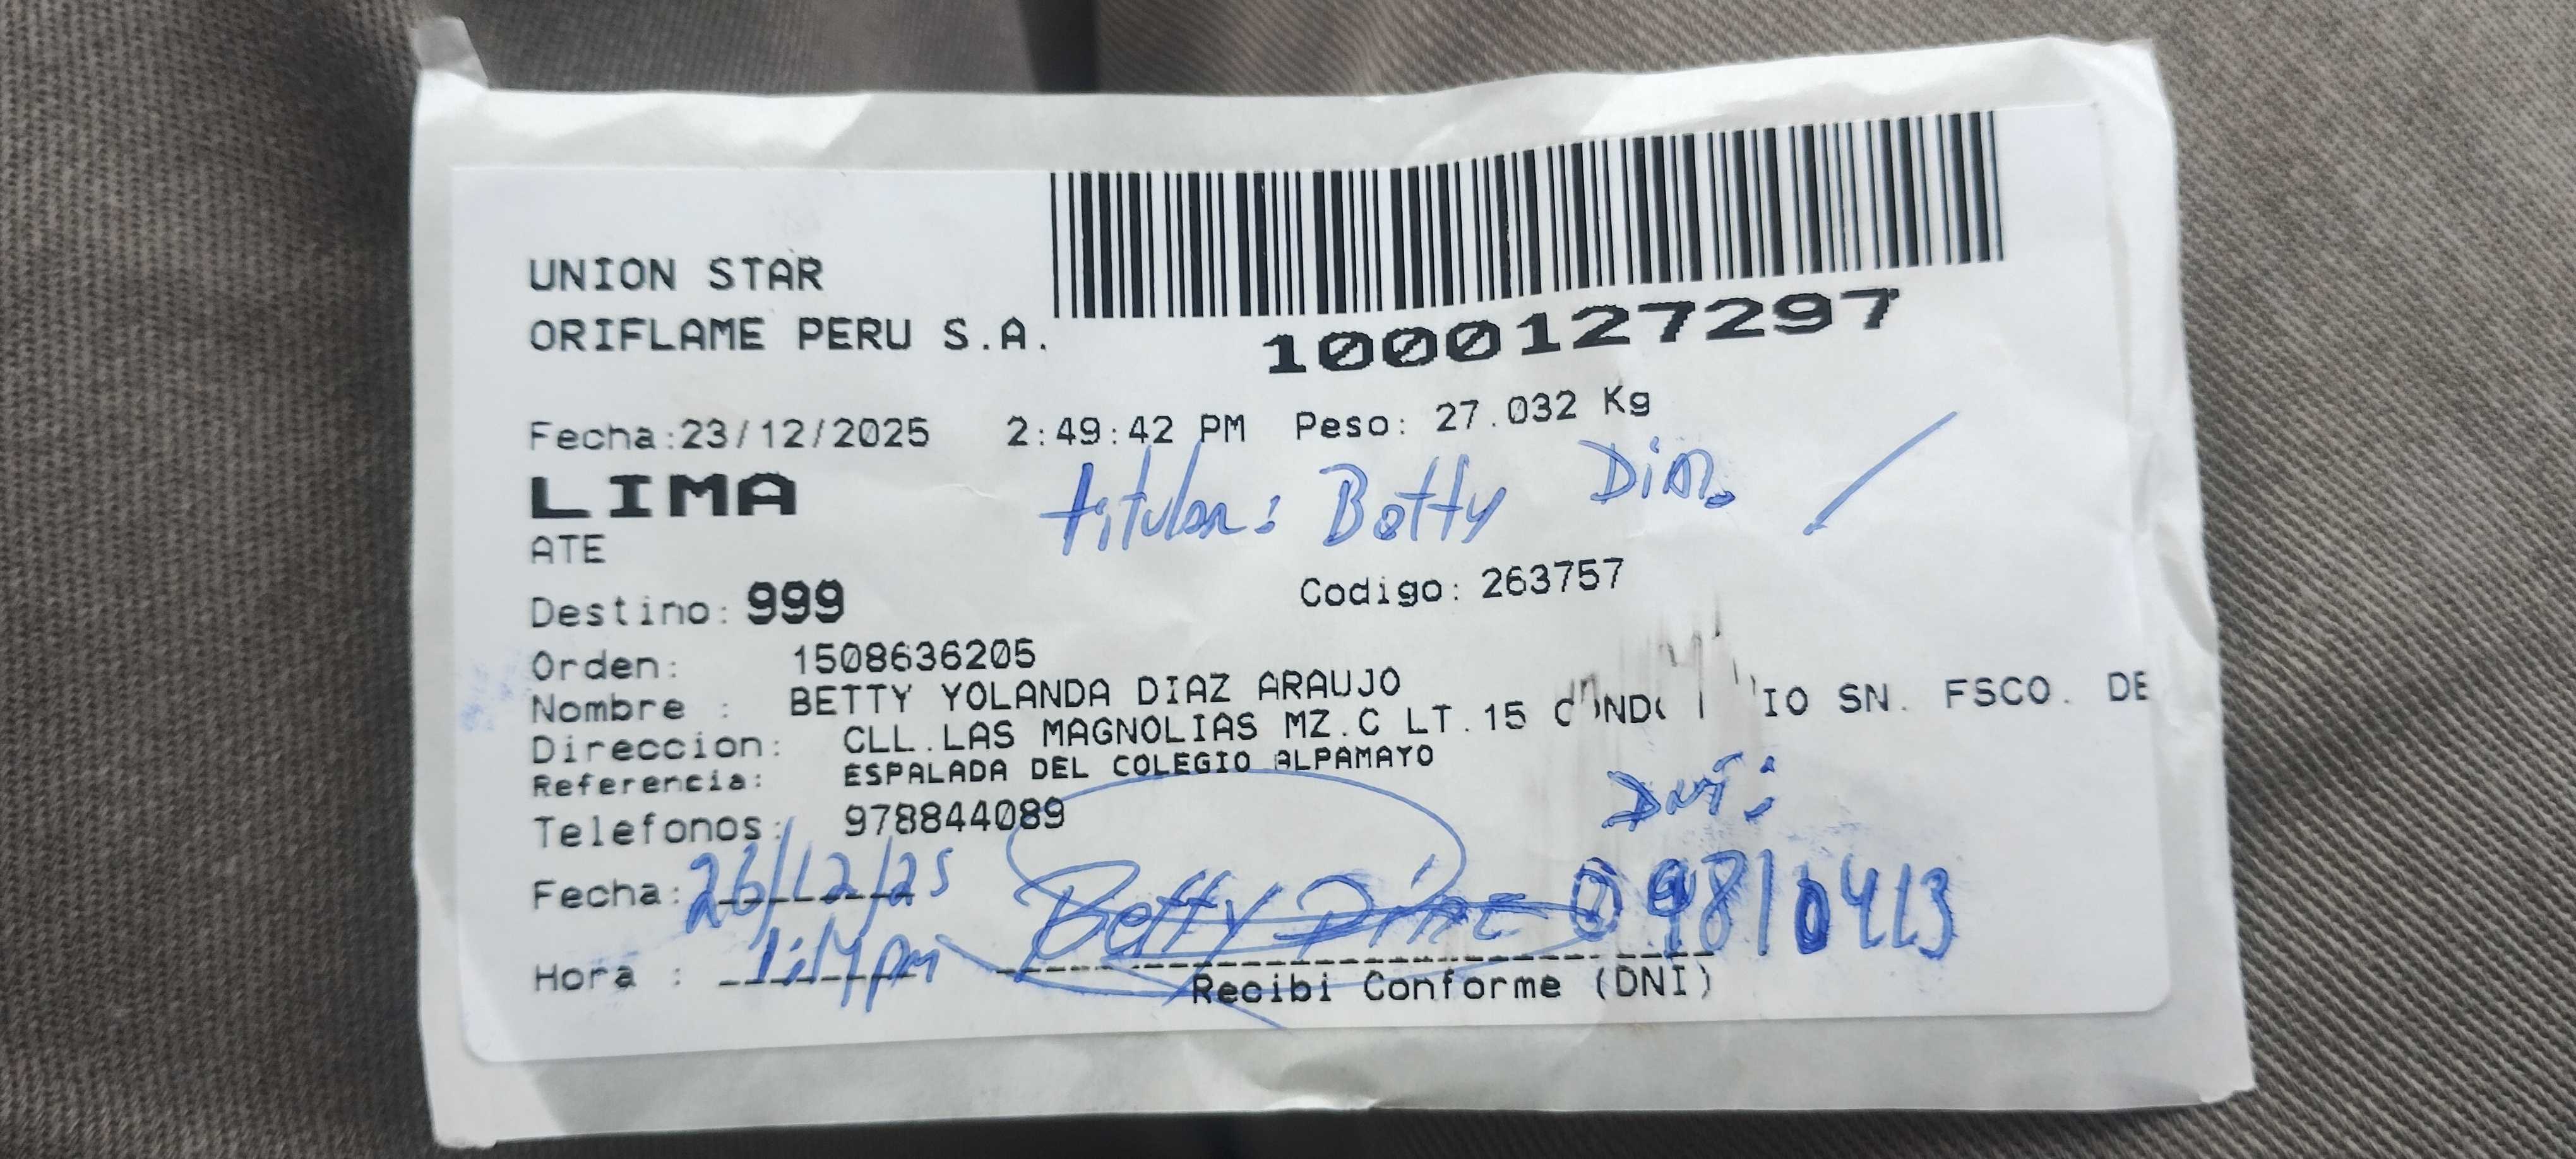 UNION STAR
ORIFLAME PERU S.A.
1000127297
Fecha:23/12/2025 2:49:42 PM Peso: 27.032 Kg
LIMA
titular: Betty Diaz
ATE
Destino: 999 Codigo: 263757
Orden: 1508636205
Nombre : BETTY YOLANDA DIAZ ARAUJO
Direccion: CLL.LAS MAGNOLIAS MZ.C LT.15 SN. FSCO. DE
Referencia: ESPALADA DEL COLEGIO ALPAMAYO
Telefonos: 978844089
DNI:
Fecha: 26/12/25 Betty Diaz 09810413
Hora : 1:14pm
Recibi Conforme (DNI)